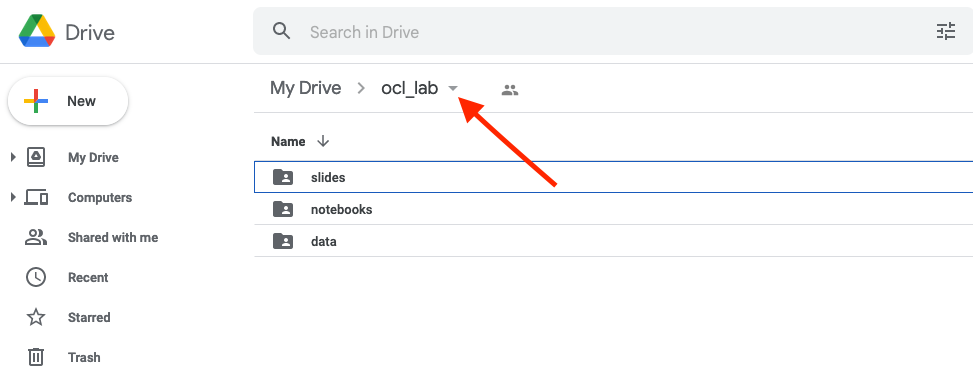 Drive
Search in Drive
New
My Drive > ocl_lab
Name
My Drive
Computers
Shared with me
Recent
Starred
Trash
slides
notebooks
data